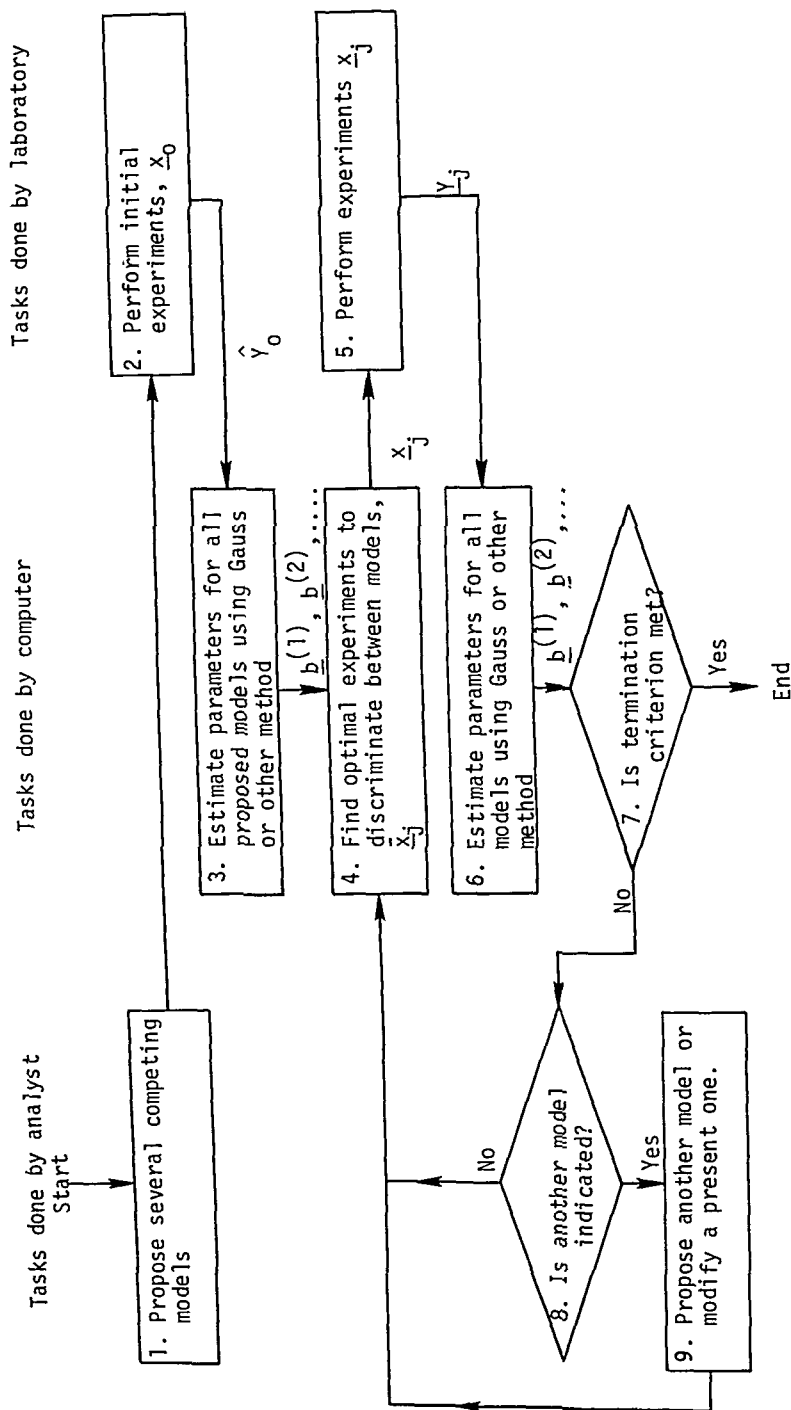 Tasks done by analyst
Tasks done by computer
Tasks done by laboratory
Start
1. Propose several competing
models
2. Perform initial
experiments, x_o
Ŷ_o
3. Estimate parameters for all
proposed models using Gauss
or other method
b^(1), b^(2),....
4. Find optimal experiments to
discriminate between models,
x_j
x_j
5. Perform experiments x_j
Y_j
6. Estimate parameters for all
models using Gauss or other
method
b^(1), b^(2),...
7. Is termination
criterion met?
Yes
End
No
8. Is another model
indicated?
No
Yes
9. Propose another model or
modify a present one.